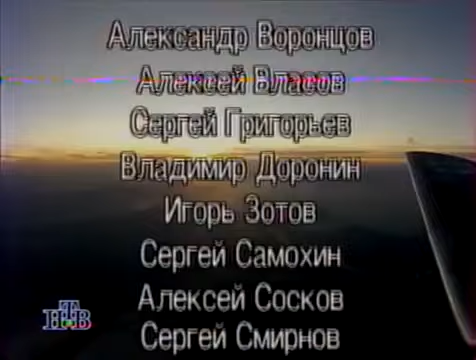 Александр Воронцов
Алексей Власов
Сергей Григорьев
Владимир Доронин
Игорь Зотов
Сергей Самохин
Алексей Сосков
Сергей Смирнов
НТВ